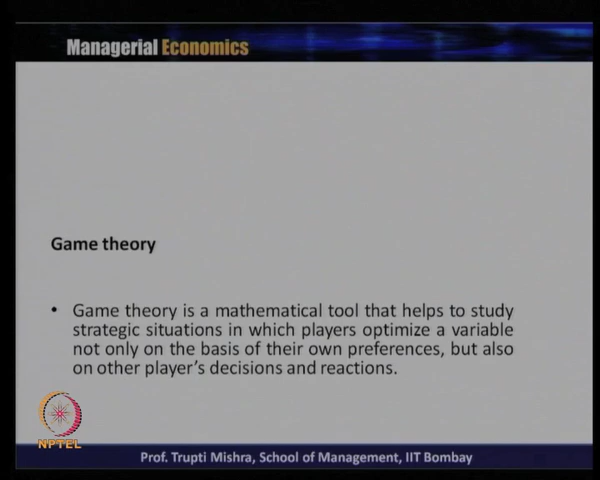 Managerial Economics
Game theory
• Game theory is a mathematical tool that helps to study
strategic situations in which players optimize a variable
not only on the basis of their own preferences, but also
on other player's decisions and reactions.
NPTEL
Prof. Trupti Mishra, School of Management, IIT Bombay